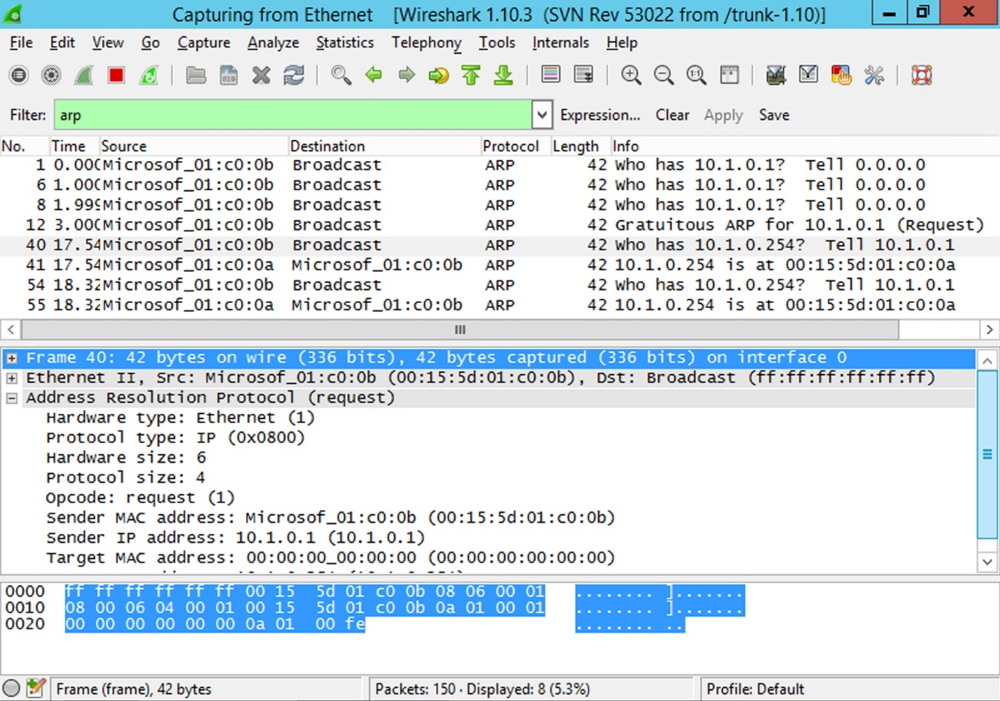 Capturing from Ethernet [Wireshark 1.10.3 (SVN Rev 53022 from /trunk-1.10)]
File Edit View Go Capture Analyze Statistics Telephony Tools Internals Help
Filter: arp Expression... Clear Apply Save
No. Time Source Destination Protocol Length Info
1 0.000 Microsof_01:c0:0b Broadcast ARP 42 Who has 10.1.0.1? Tell 0.0.0.0
6 1.000 Microsof_01:c0:0b Broadcast ARP 42 Who has 10.1.0.1? Tell 0.0.0.0
8 1.999 Microsof_01:c0:0b Broadcast ARP 42 Who has 10.1.0.1? Tell 0.0.0.0
12 3.000 Microsof_01:c0:0b Broadcast ARP 42 Gratuitous ARP for 10.1.0.1 (Request)
40 17.54 Microsof_01:c0:0b Broadcast ARP 42 Who has 10.1.0.254? Tell 10.1.0.1
41 17.54 Microsof_01:c0:0a Microsof_01:c0:0b ARP 42 10.1.0.254 is at 00:15:5d:01:c0:0a
54 18.32 Microsof_01:c0:0b Broadcast ARP 42 Who has 10.1.0.254? Tell 10.1.0.1
55 18.32 Microsof_01:c0:0a Microsof_01:c0:0b ARP 42 10.1.0.254 is at 00:15:5d:01:c0:0a
Frame 40: 42 bytes on wire (336 bits), 42 bytes captured (336 bits) on interface 0
Ethernet II, Src: Microsof_01:c0:0b (00:15:5d:01:c0:0b), Dst: Broadcast (ff:ff:ff:ff:ff:ff)
Address Resolution Protocol (request)
Hardware type: Ethernet (1)
Protocol type: IP (0x0800)
Hardware size: 6
Protocol size: 4
Opcode: request (1)
Sender MAC address: Microsof_01:c0:0b (00:15:5d:01:c0:0b)
Sender IP address: 10.1.0.1 (10.1.0.1)
Target MAC address: 00:00:00_00:00:00 (00:00:00:00:00:00)
0000 ff ff ff ff ff ff 00 15 5d 01 c0 0b 08 06 00 01 ........ ].......
0010 08 00 06 04 00 01 00 15 5d 01 c0 0b 0a 01 00 01 ........ ].......
0020 00 00 00 00 00 00 0a 01 00 fe ........ ..
Frame (frame), 42 bytes Packets: 150 · Displayed: 8 (5.3%) Profile: Default